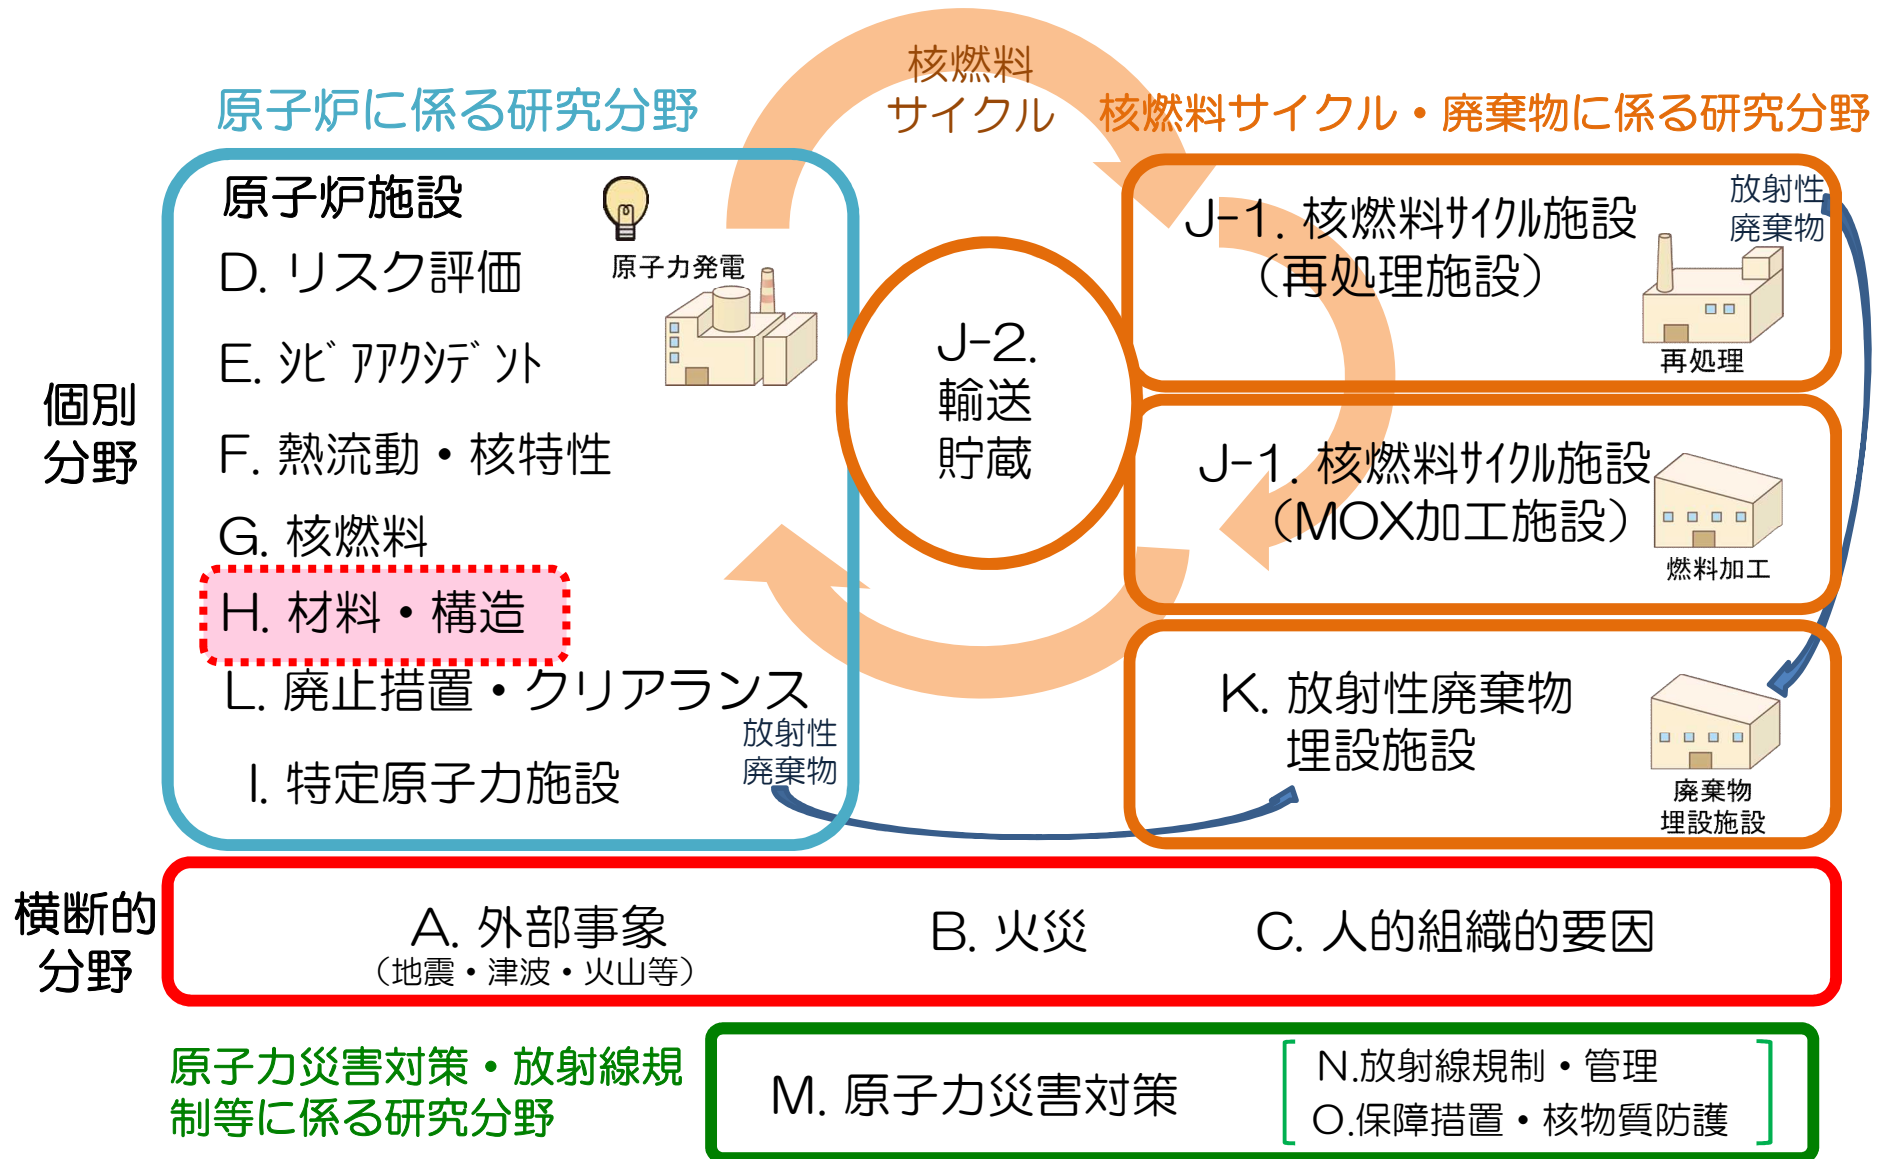 核燃料
サイクル
原子炉に係る研究分野
核燃料サイクル・廃棄物に係る研究分野
個別
分野
原子炉施設
原子力発電
D. リスク評価
E. ｼﾋﾞｱｱｸｼﾃﾞﾝﾄ
F. 熱流動・核特性
G. 核燃料
H. 材料・構造
L. 廃止措置・クリアランス
I. 特定原子力施設
放射性
廃棄物
J-2.
輸送
貯蔵
J-1. 核燃料ｻｲｸﾙ施設
（再処理施設）
放射性
廃棄物
再処理
J-1. 核燃料ｻｲｸﾙ施設
（MOX加工施設）
燃料加工
K. 放射性廃棄物
埋設施設
廃棄物
埋設施設
横断的
分野
A. 外部事象
（地震・津波・火山等）
B. 火災
C. 人的組織的要因
原子力災害対策・放射線規
制等に係る研究分野
M. 原子力災害対策
N.放射線規制・管理
O.保障措置・核物質防護